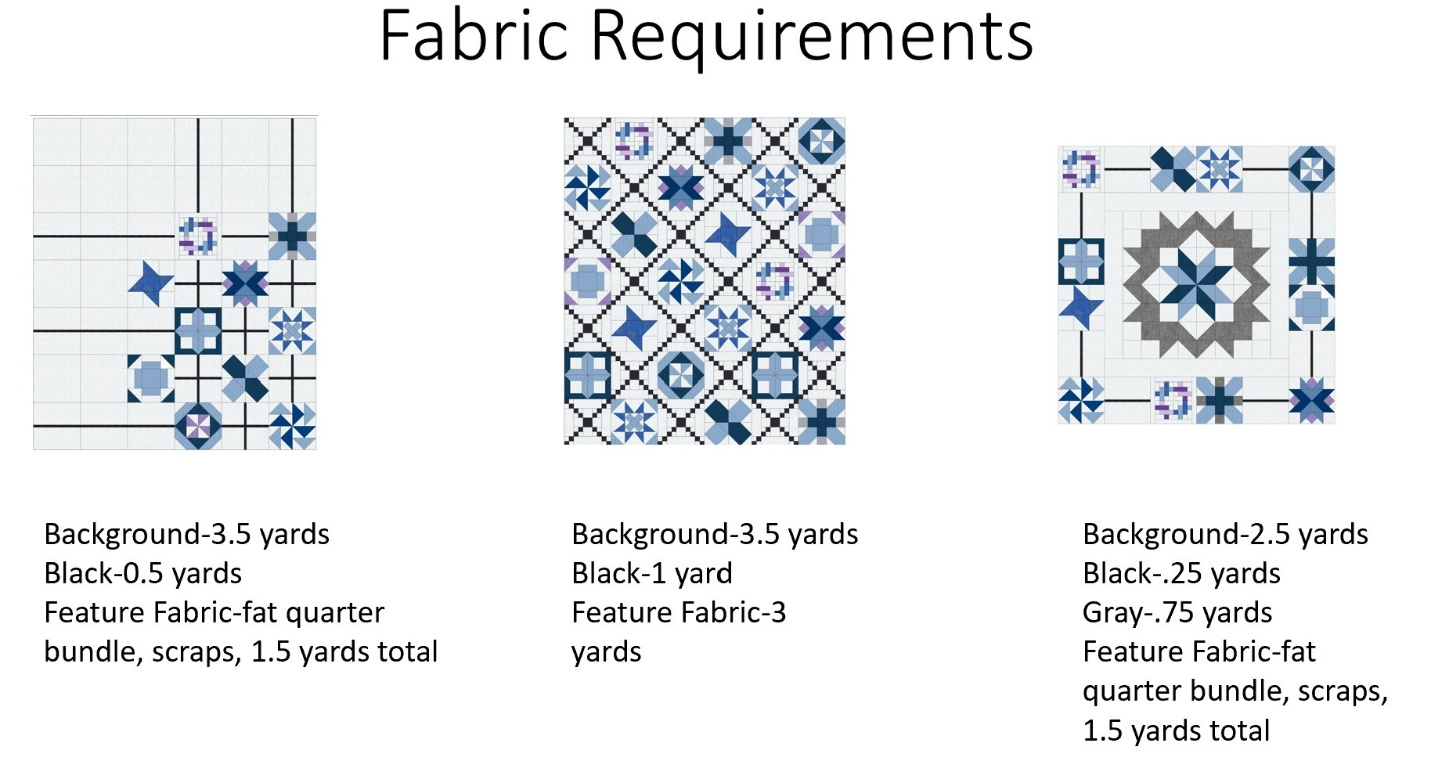 Fabric Requirements
Background-3.5 yards
Black-0.5 yards
Feature Fabric-fat quarter
bundle, scraps, 1.5 yards total
Background-3.5 yards
Black-1 yard
Feature Fabric-3
yards
Background-2.5 yards
Black-.25 yards
Gray-.75 yards
Feature Fabric-fat
quarter bundle, scraps,
1.5 yards total